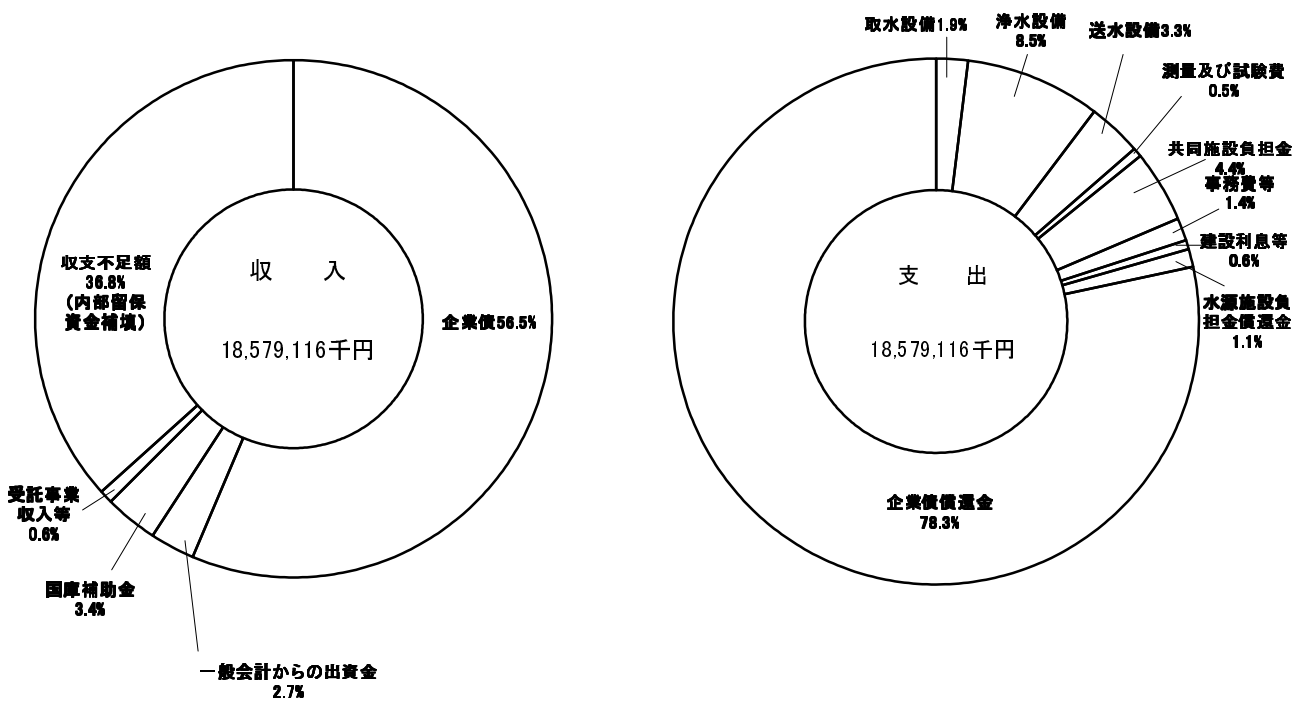 収　入
18,579,116千円
企業債56.5%
一般会計からの出資金
2.7%
国庫補助金
3.4%
受託事業
収入等
0.6%
収支不足額
36.8%
(内部留保
資金補填)
支　出
18,579,116千円
取水設備1.9%
浄水設備
8.5%
送水設備3.3%
測量及び試験費
0.5%
共同施設負担金
4.4%
事務費等
1.4%
建設利息等
0.6%
水源施設負
担金償還金
1.1%
企業債償還金
78.3%